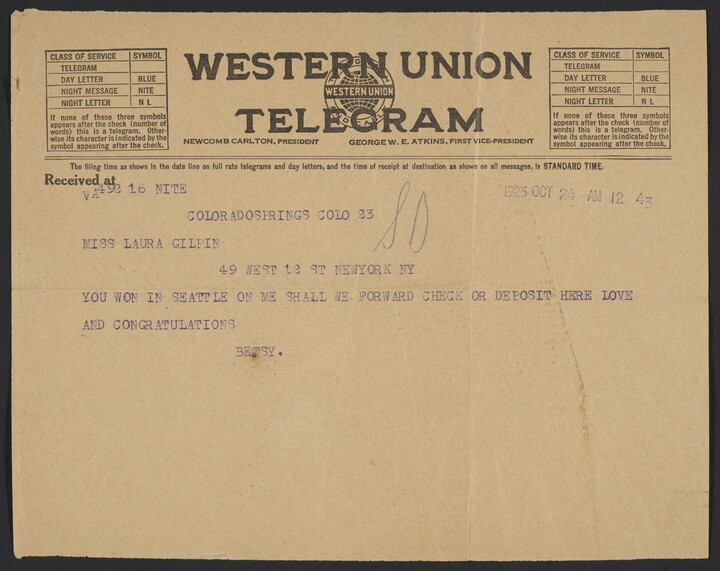 CLASS OF SERVICE SYMBOL
TELEGRAM
DAY LETTER BLUE
NIGHT MESSAGE NITE
NIGHT LETTER N L
If none of these three symbols
appears after the check (number of
words) this is a telegram. Other-
wise its character is indicated by the
symbol appearing after the check.
WESTERN UNION
WESTERN UNION
TELEGRAM
NEWCOMB CARLTON, PRESIDENT GEORGE W. E. ATKINS, FIRST VICE-PRESIDENT
CLASS OF SERVICE SYMBOL
TELEGRAM
DAY LETTER BLUE
NIGHT MESSAGE NITE
NIGHT LETTER N L
If none of these three symbols
appears after the check (number of
words) this is a telegram. Other-
wise its character is indicated by the
symbol appearing after the check.
The filing time as shown in the date line on full rate telegrams and day letters, and the time of receipt at destination as shown on all messages, is STANDARD TIME.
Received at
VA492 16 NITE 1925 OCT 24 AM 12 43
COLORADOSPRINGS COLO 23
MISS LAURA GILPIN
49 WEST 12 ST NEWYORK NY
YOU WON IN SEATTLE ON ME SHALL WE FORWARD CHECK OR DEPOSIT HERE LOVE
AND CONGRATULATIONS
BETSY.